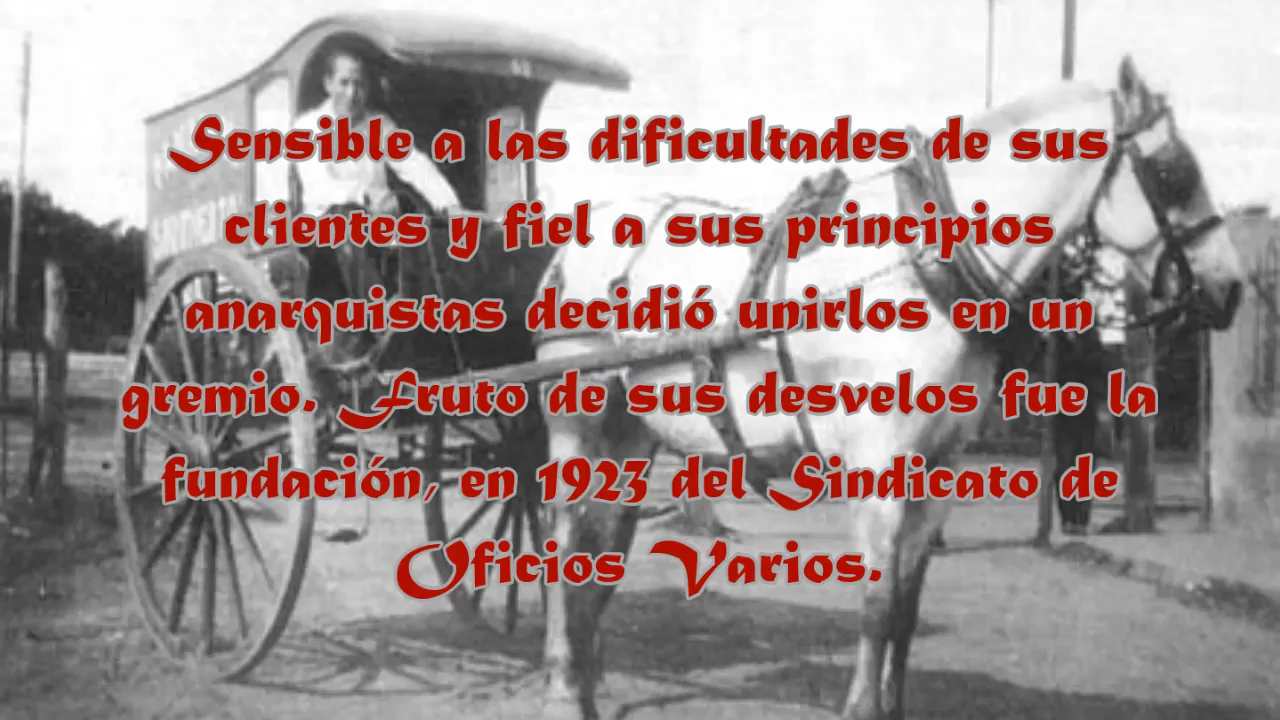 Sensible a las dificultades de sus
clientes y fiel a sus principios
anarquistas decidió unirlos en un
gremio. Fruto de sus desvelos fue la
fundación, en 1923 del Sindicato de
Oficios Varios.